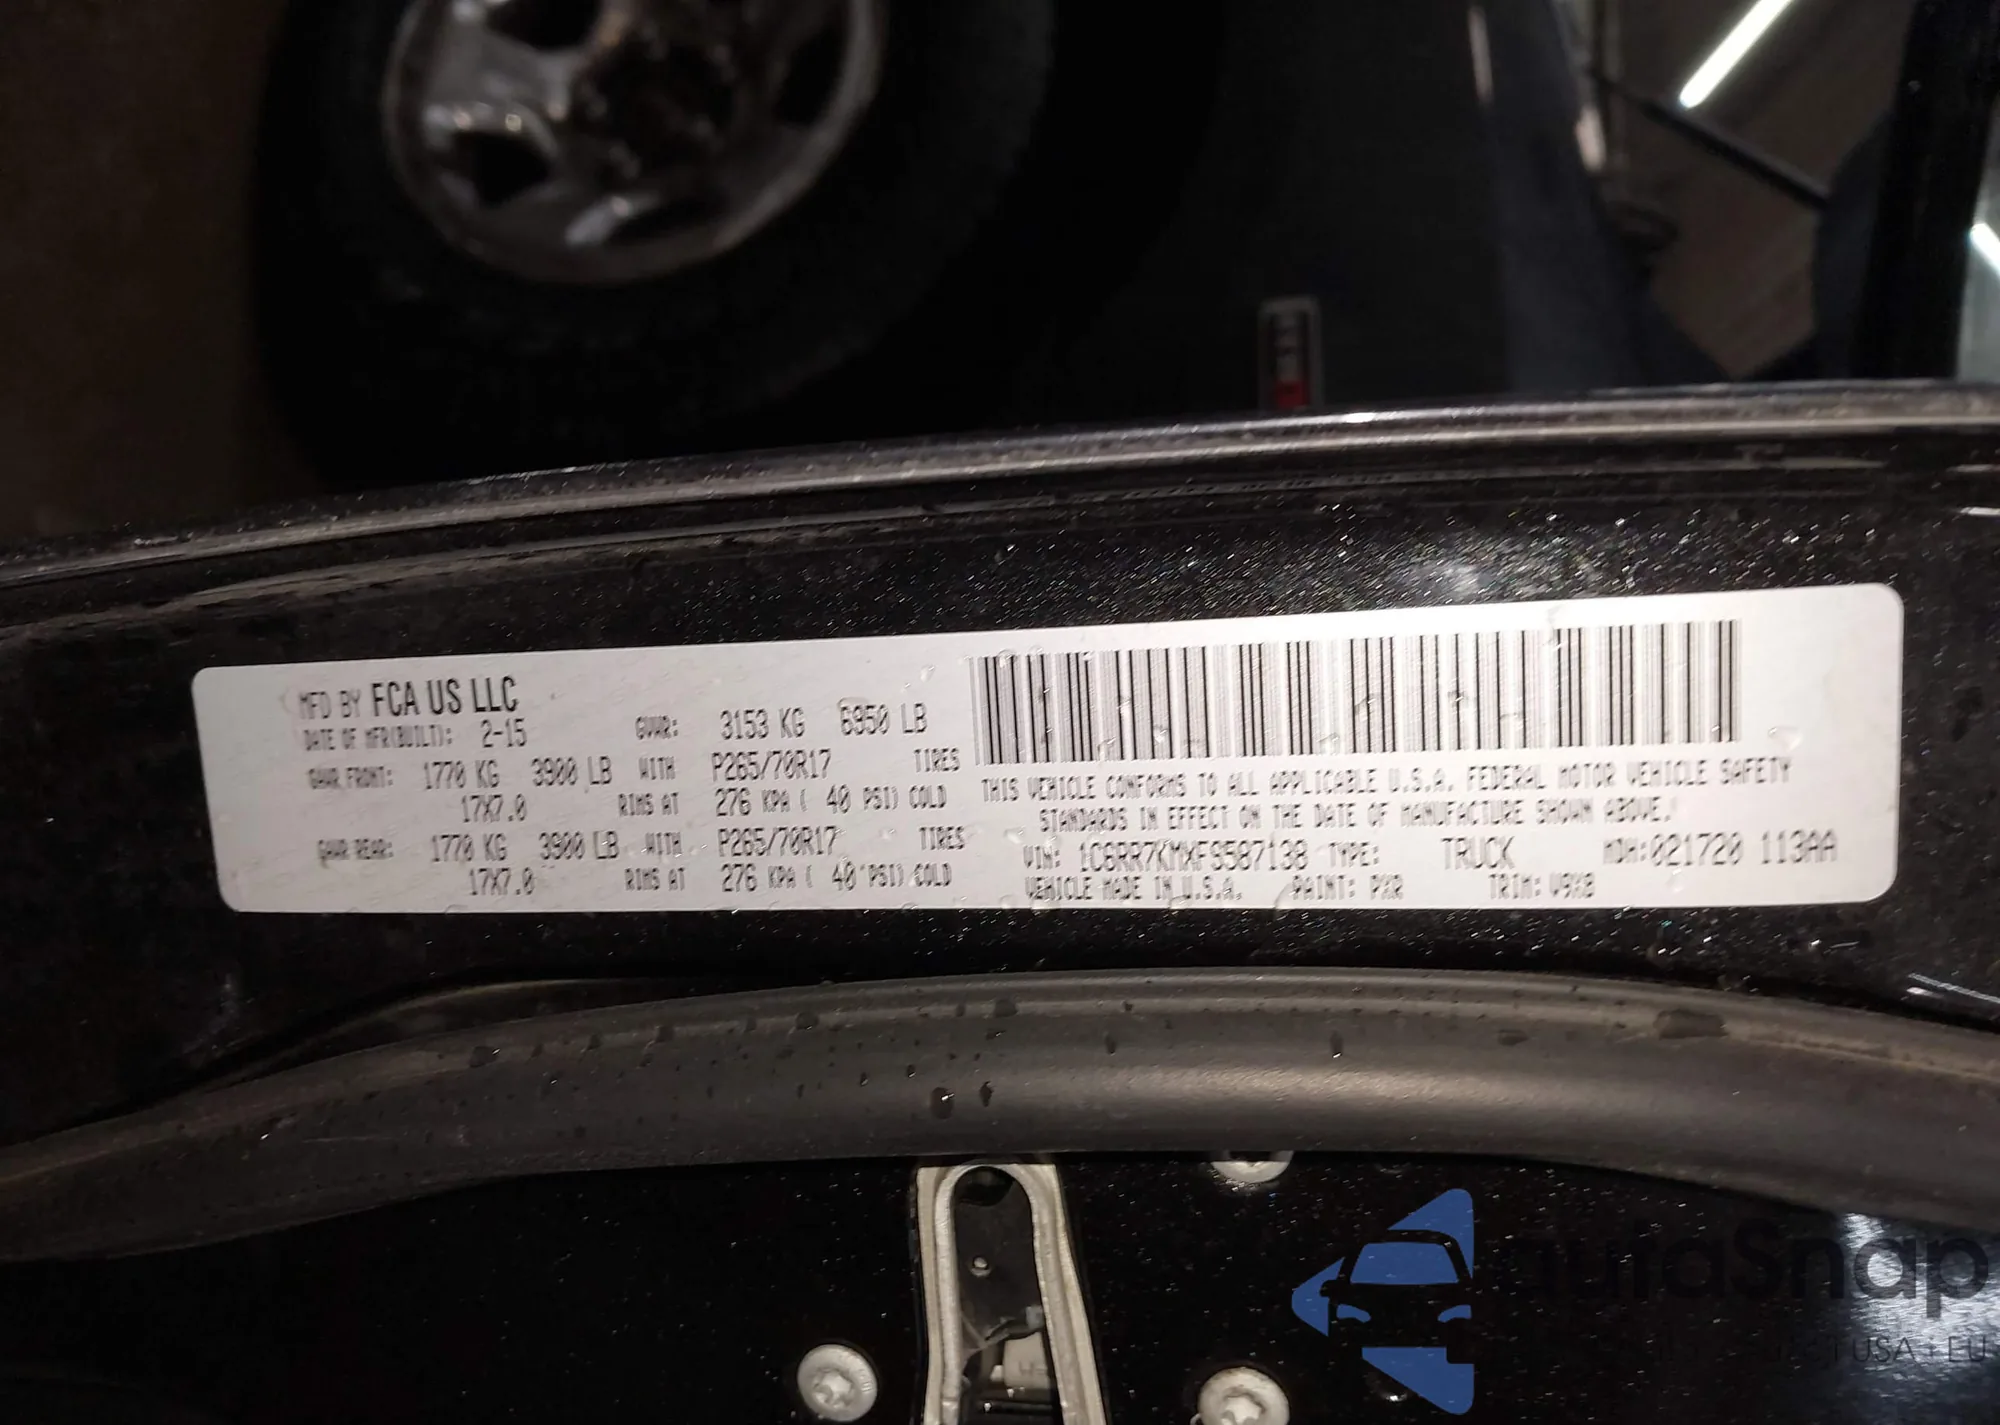 MFD BY FCA US LLC
DATE OF MFR(BUILT): 2-15 GVWR: 3153 KG 6950 LB
GAWR FRONT: 1770 KG 3900 LB WITH P265/70R17 TIRES
17X7.0 RIMS AT 276 KPA ( 40 PSI) COLD
GAWR REAR: 1770 KG 3900 LB WITH P265/70R17 TIRES
17X7.0 RIMS AT 276 KPA ( 40 PSI) COLD
THIS VEHICLE CONFORMS TO ALL APPLICABLE U.S.A. FEDERAL MOTOR VEHICLE SAFETY
STANDARDS IN EFFECT ON THE DATE OF MANUFACTURE SHOWN ABOVE.
VIN: 1C6RR7KMXFS587138 TYPE: TRUCK MDH:021720 113AA
VEHICLE MADE IN U.S.A. PAINT: PXR TRIM: V9X8
AuraSnap
USA - EU